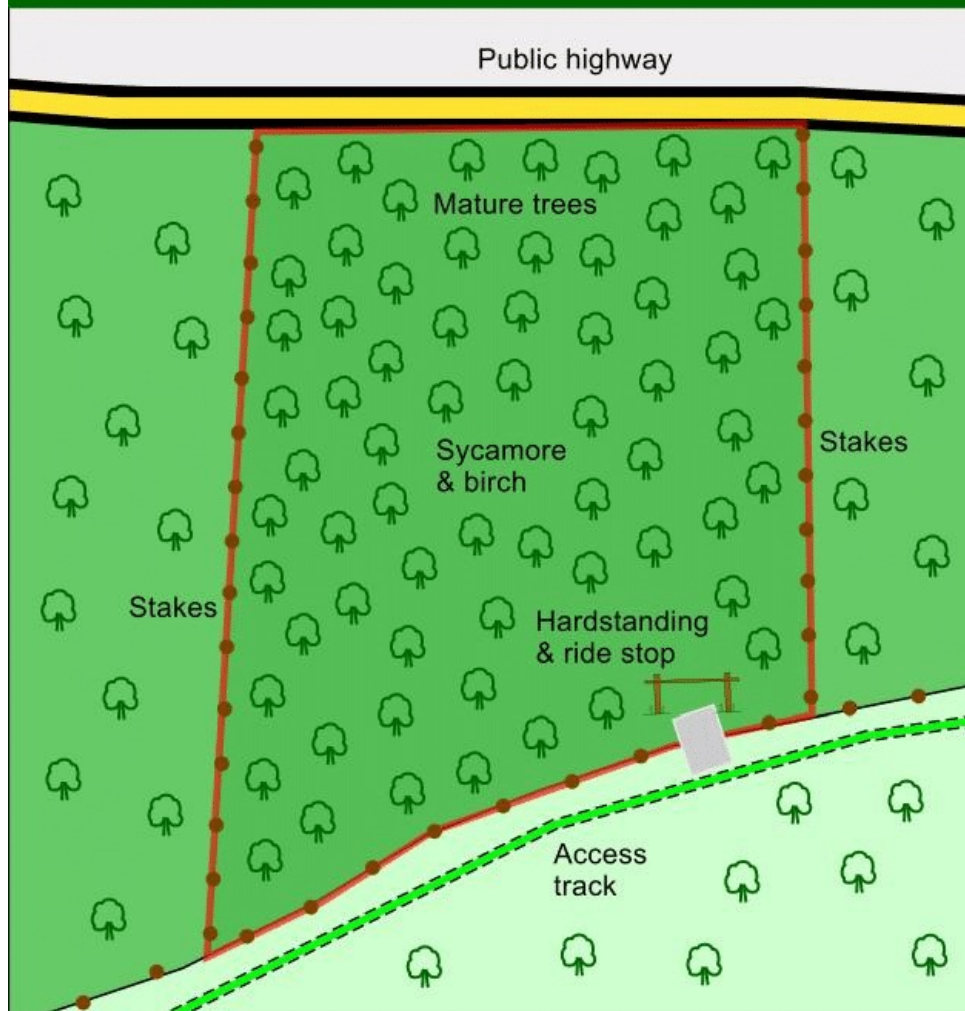 Public highway
Mature trees
Sycamore
& birch
Stakes
Stakes
Hardstanding
& ride stop
Access
track